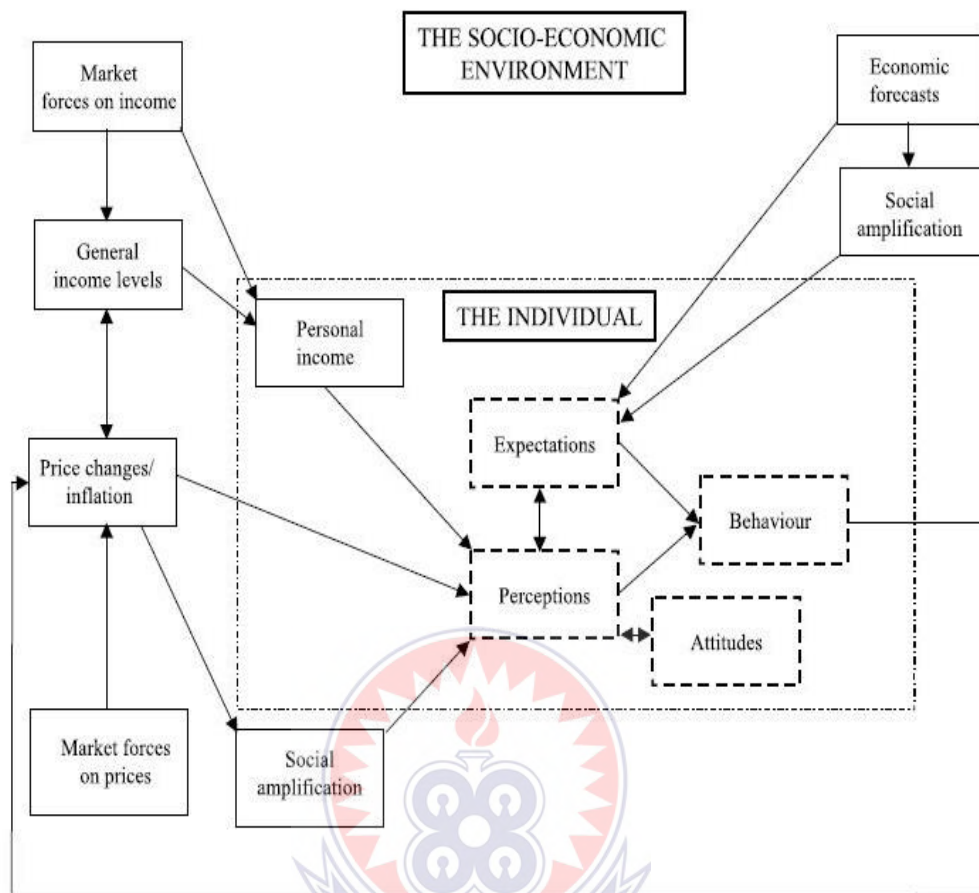 THE SOCIO-ECONOMIC
ENVIRONMENT
Market
forces on income
Economic
forecasts
Social
amplification
General
income levels
THE INDIVIDUAL
Personal
income
Expectations
Price changes/
inflation
Behaviour
Perceptions
Attitudes
Market forces
on prices
Social
amplification